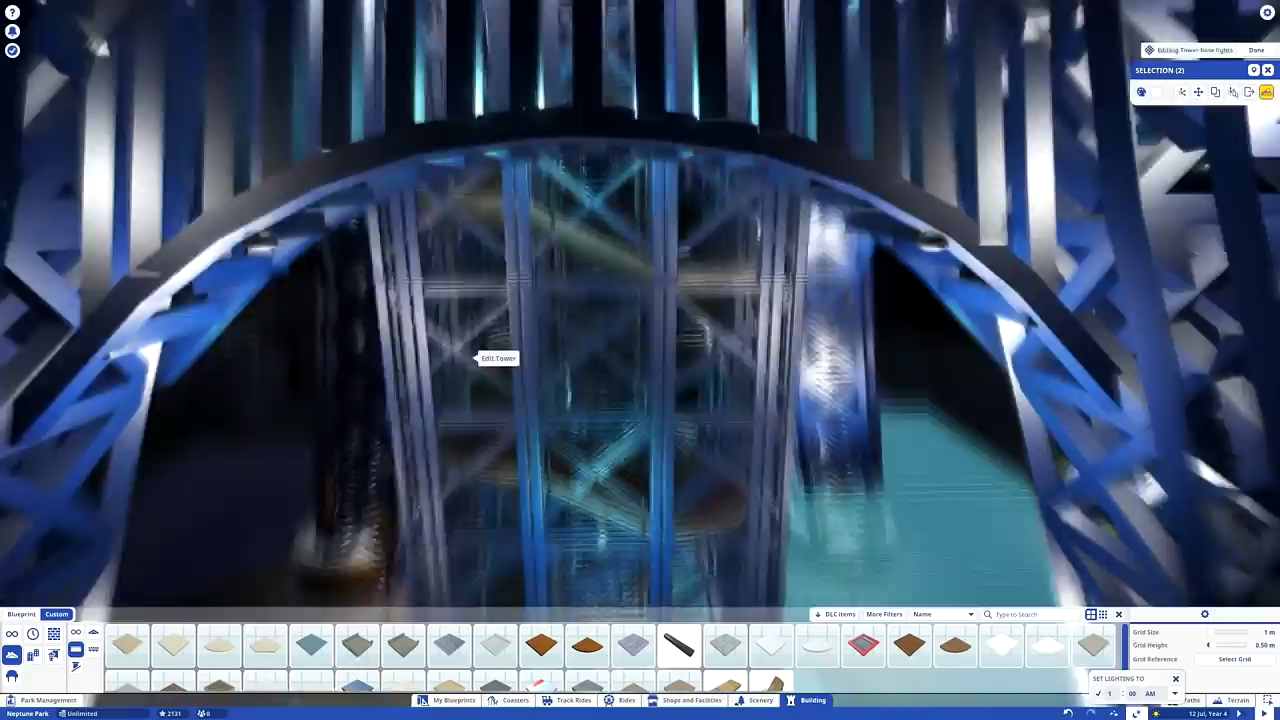 ?
Editing Tower base lights Done
SELECTION (2)
Edit Tower
Blueprint Custom
DLC Items More Filters Name Type to Search
Grid Size 1 m
Grid Height 0.50 m
Grid Reference Select Grid
SET LIGHTING TO
1 : 00 AM
Park Management My Blueprints Coasters Track Rides Rides Shops and Facilities Scenery Building Paths Terrain
Neptune Park Unlimited 2131 0 12 Jul, Year 4